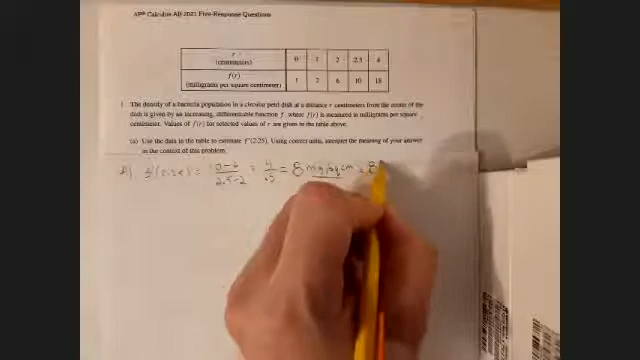 AP® Calculus AB 2021 Free-Response Questions
r (centimeters) 0 1 2 2.5 4
f(r) (milligrams per square centimeter) 1 2 6 10 18
1. The density of a bacteria population in a circular petri dish at a distance r centimeters from the center of the
dish is given by an increasing, differentiable function f, where f(r) is measured in milligrams per square
centimeter. Values of f(r) for selected values of r are given in the table above.
(a) Use the data in the table to estimate f'(2.25). Using correct units, interpret the meaning of your answer
in the context of this problem.
A) f'(2.25) = 10-6 / 2.5-2 = 4 / .5 = 8 mg/sq cm = 8